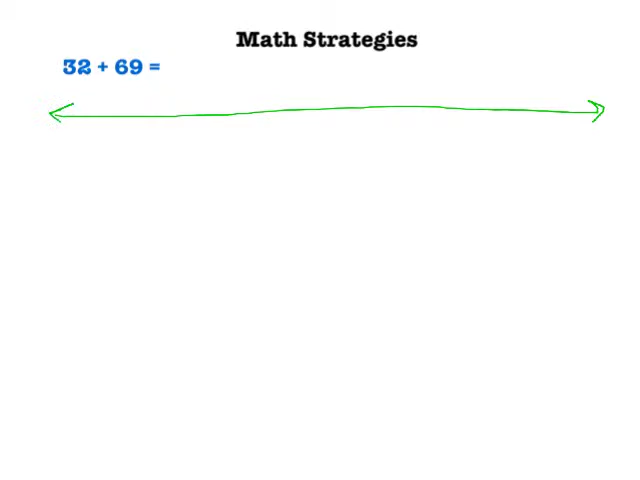 Math Strategies
32 + 69 =